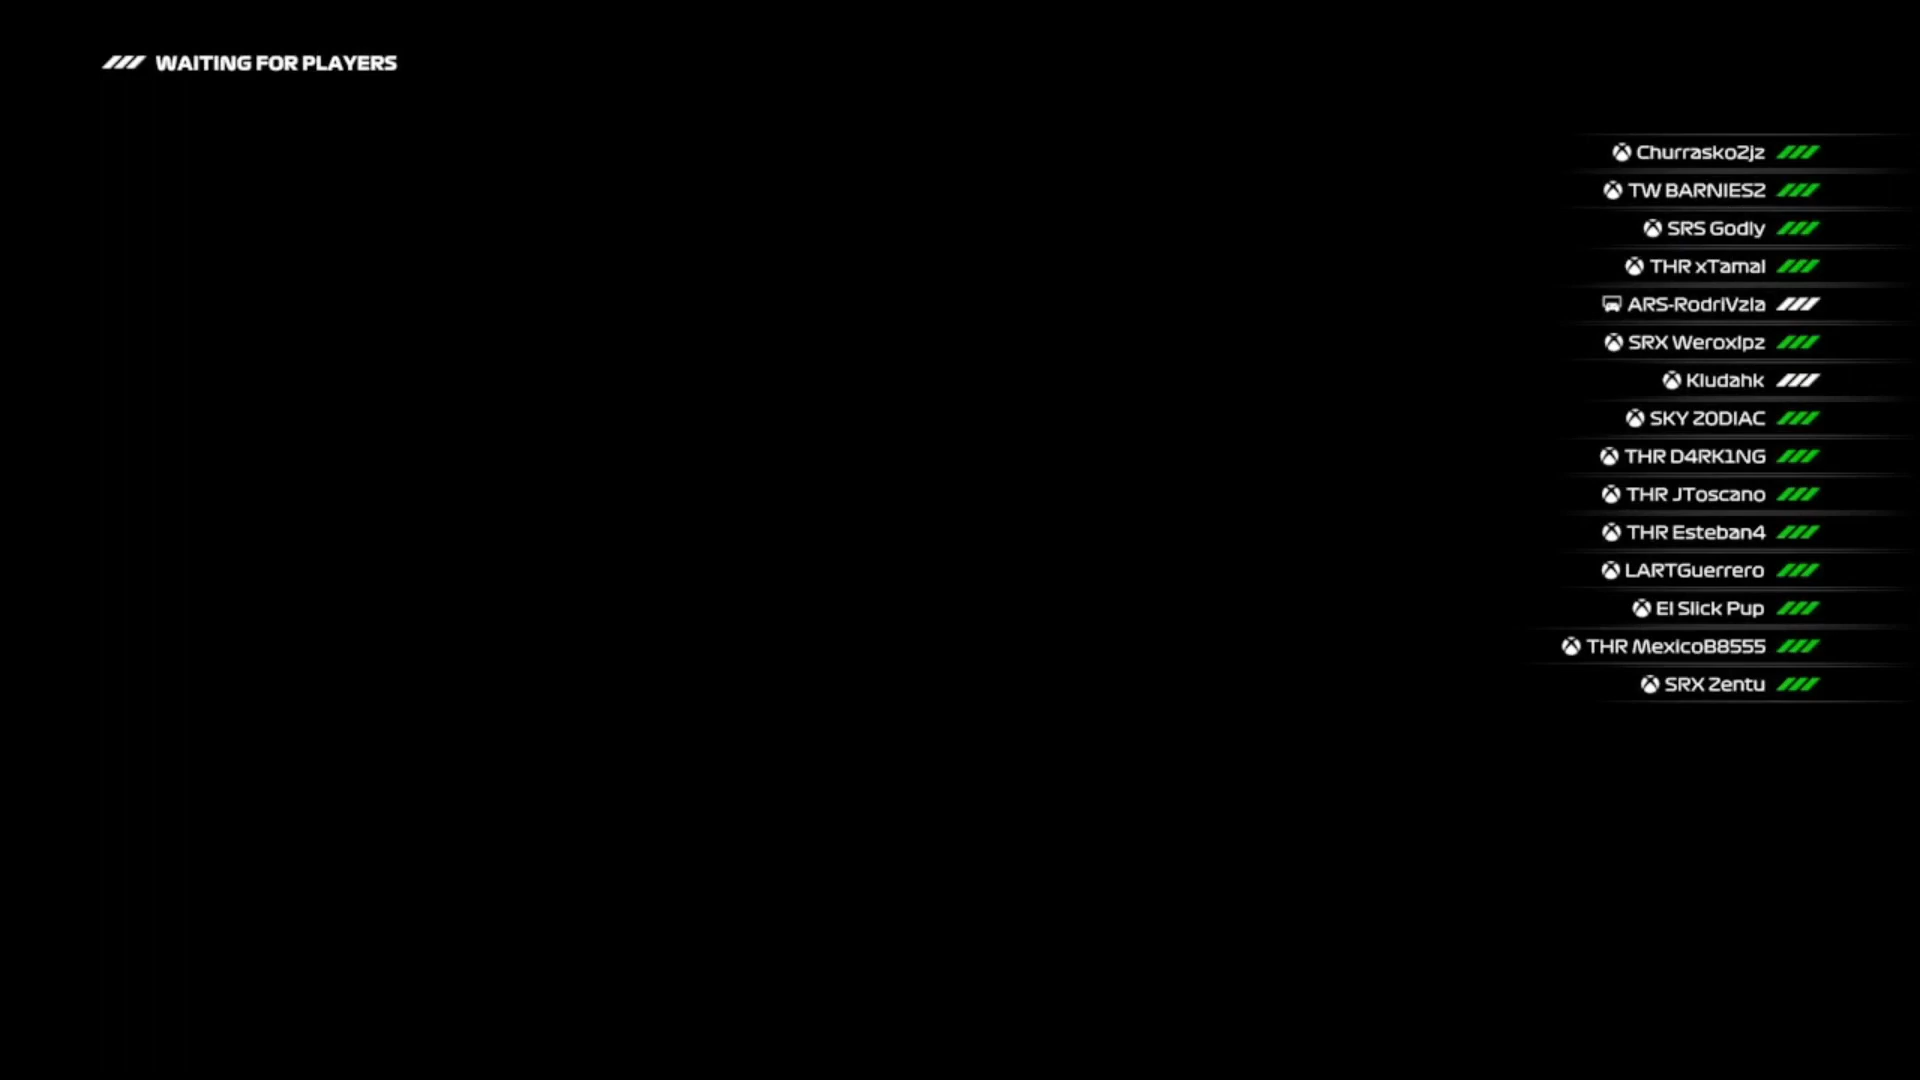 WAITING FOR PLAYERS
Churrasko2jz
TW BARNIES2
SRS Godly
THR xTamal
ARS-RodriVzla
SRX Weroxlpz
Kludahk
SKY Z0DIAC
THR D4RK1NG
THR JToscano
THR Esteban4
LARTGuerrero
El Slick Pup
THR MexicoB8555
SRX Zentu